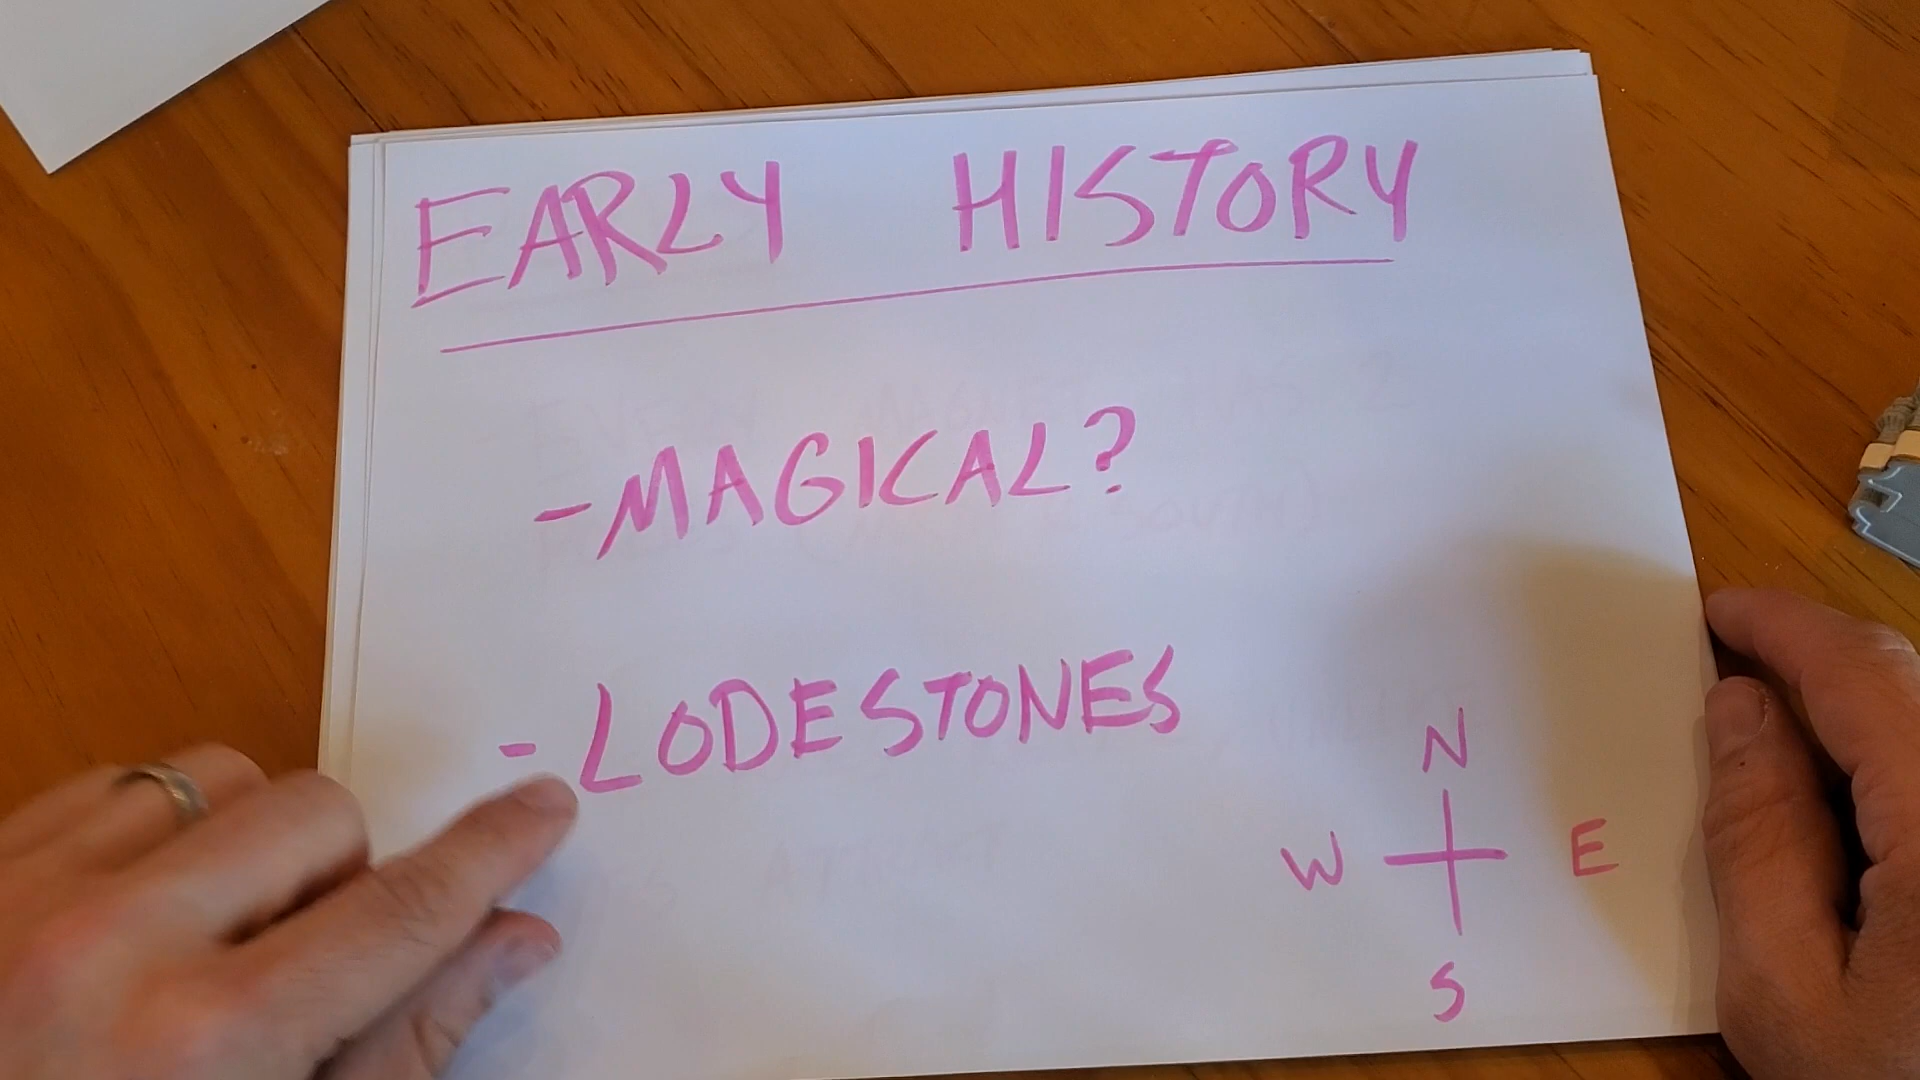 EARLY HISTORY
-MAGICAL?
-LODESTONES
N
W E
S